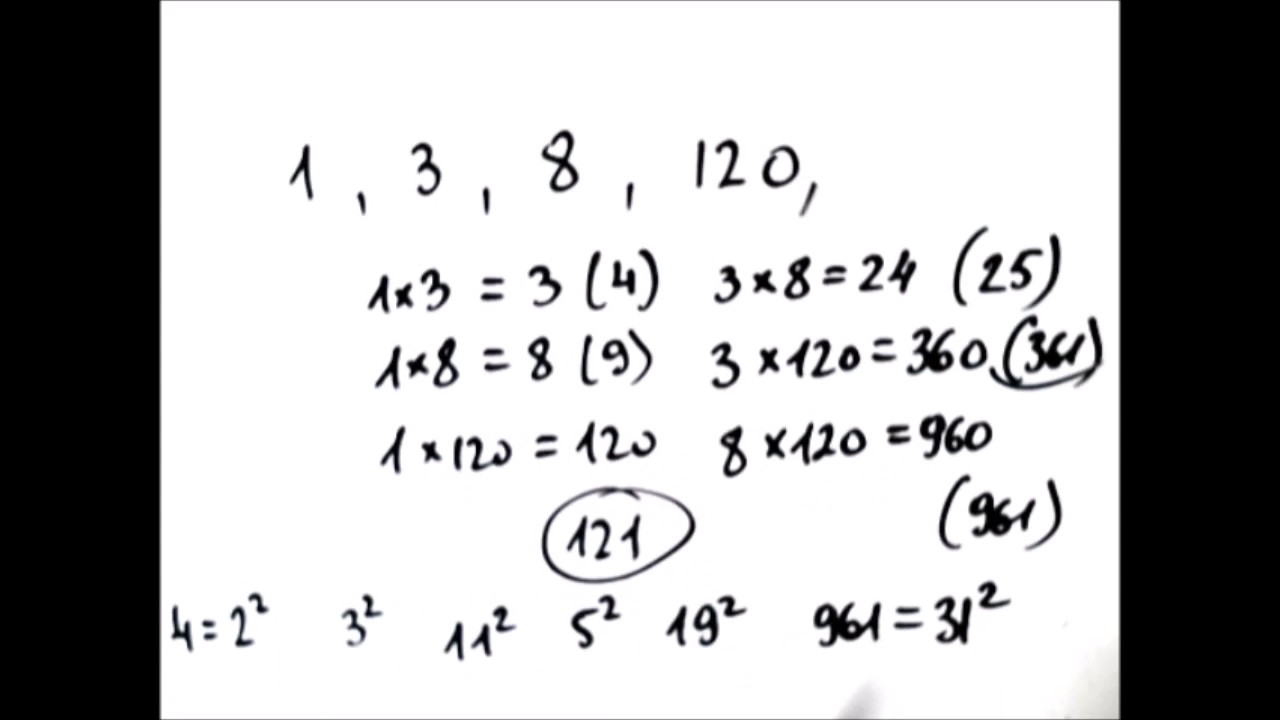 1 , 3 , 8 , 120,
1×3 = 3 (4) 3×8=24 (25)
1×8 = 8 (9) 3×120=360 (361)
1×120=120 8×120=960
121 (961)
4=2² 3² 11² 5² 19² 961=31²